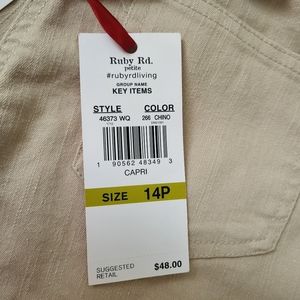 Ruby Rd.
petite
#rubyrdliving
GROUP NAME
KEY ITEMS
STYLE COLOR
46373 WQ 266 CHINO
1 90562 48349 3
CAPRI
SIZE 14P
SUGGESTED
RETAIL $48.00